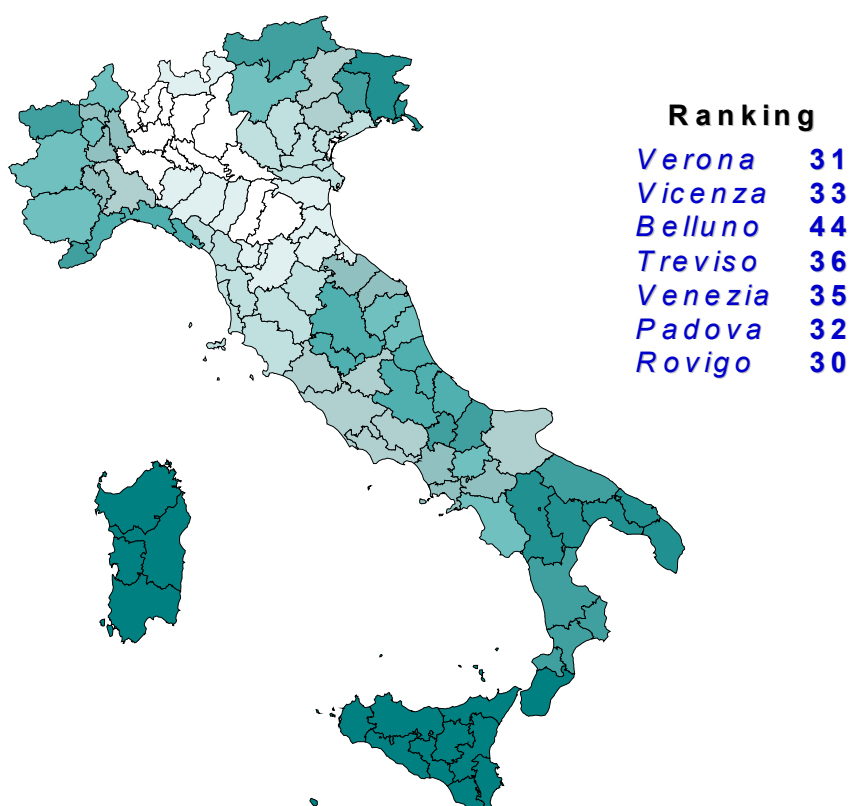 Ranking
Verona 31
Vicenza 33
Belluno 44
Treviso 36
Venezia 35
Padova 32
Rovigo 30